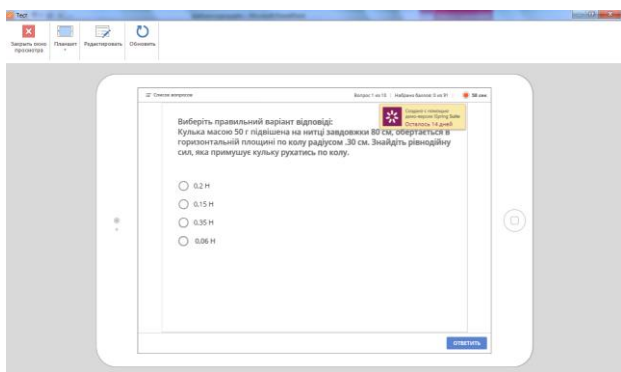 Test
Закрыть окно просмотра
Планшет
Редактировать
Обновить
Список вопросов
Вопрос 1 из 15 | Набрано баллов: 0 из 91
58 сек
Создано с помощью
демо-версии iSpring Suite
Осталось 14 дней
Виберіть правильний варіант відповіді:
Кулька масою 50 г підвішена на нитці завдовжки 80 см, обертається в
горизонтальній площині по колу радіусом .30 см. Знайдіть рівнодійну
сил, яка примушує кульку рухатись по колу.
0,2 Н
0,15 Н
0,35 Н
0,06 Н
ОТВЕТИТЬ